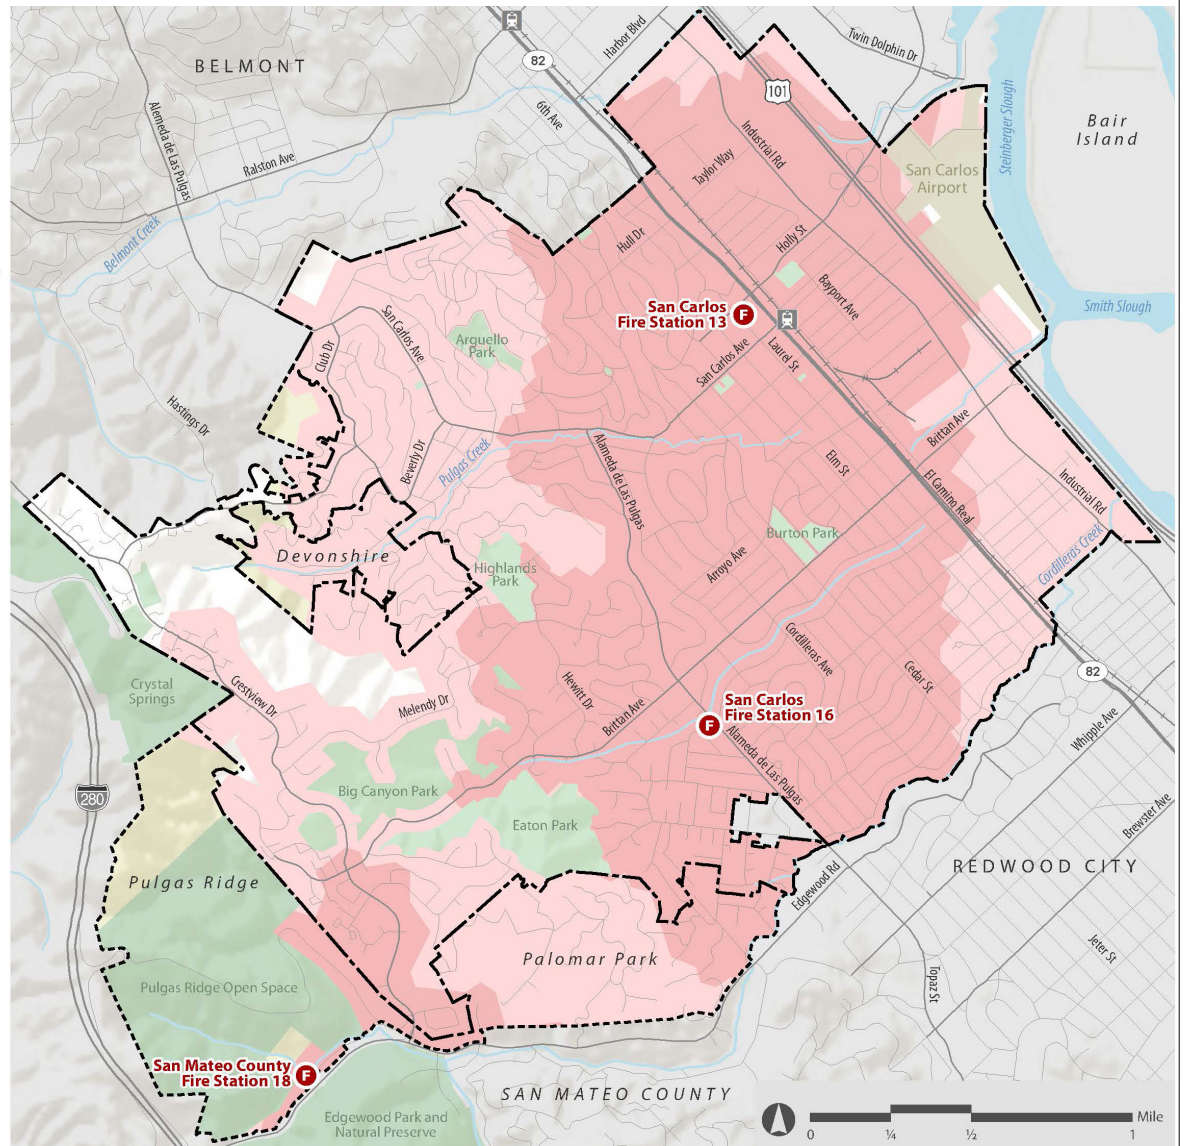 BELMONT
82
Harbor Blvd
Twin Dolphin Dr
101
6th Ave
Steinberger Slough
Bair
Island
Alameda de Las Pulgas
Ralston Ave
Industrial Rd
Taylor Way
San Carlos
Airport
Belmont Creek
Hull Dr
Holly St
Bayport Ave
Smith Slough
San Carlos
Fire Station 13
F
San Carlos Ave
Arguello
Park
Club Dr
Laurel St
San Carlos Ave
Hastings Dr
Beverly Dr
Pulgas Creek
Alameda de Las Pulgas
Brittan Ave
Elm St
El Camino Real
Industrial Rd
Burton Park
Devonshire
Highlands
Park
Arroyo Ave
Cordilleras Creek
Crystal
Springs
Crestview Dr
Melendy Dr
Hewitt Dr
Brittan Ave
Cordilleras Ave
Cedar St
82
San Carlos
Fire Station 16
F
Whipple Ave
Alameda de Las Pulgas
280
Big Canyon Park
Eaton Park
Brewster Ave
Pulgas Ridge
Edgewood Rd
REDWOOD CITY
Palomar Park
Jeter St
Topaz St
Pulgas Ridge Open Space
San Mateo County
Fire Station 18
F
SAN MATEO COUNTY
Edgewood Park and
Natural Preserve
0
¼
½
1
Mile